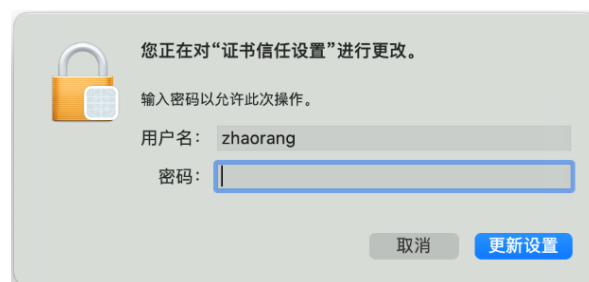 您正在对“证书信任设置”进行更改。
输入密码以允许此次操作。
用户名： zhaorang
密码：
取消 更新设置